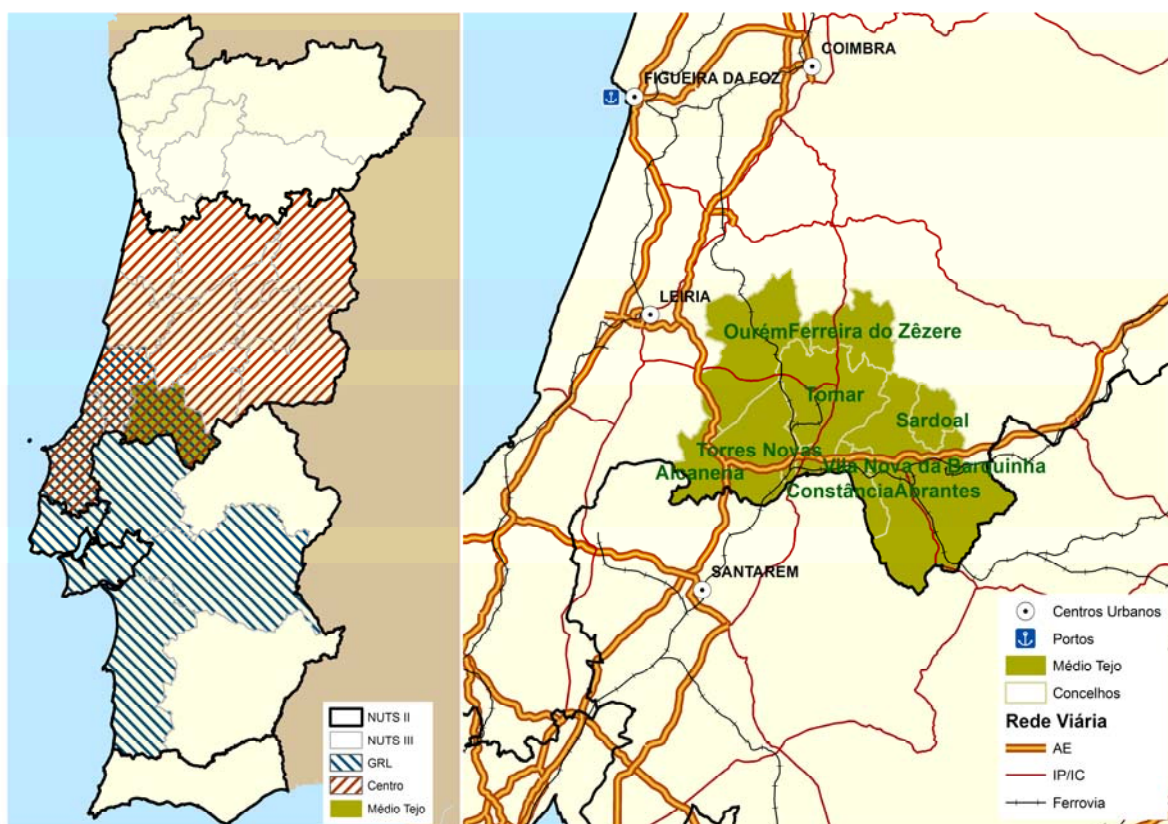 NUTS II
NUTS III
GRL
Centro
Médio Tejo
COIMBRA
FIGUEIRA DA FOZ
LEIRIA
Ourém
Ferreira do Zêzere
Tomar
Sardoal
Torres Novas
Vila Nova da Barquinha
Alcanena
Constância
Abrantes
SANTAREM
Centros Urbanos
Portos
Médio Tejo
Concelhos
Rede Viária
AE
IP/IC
Ferrovia